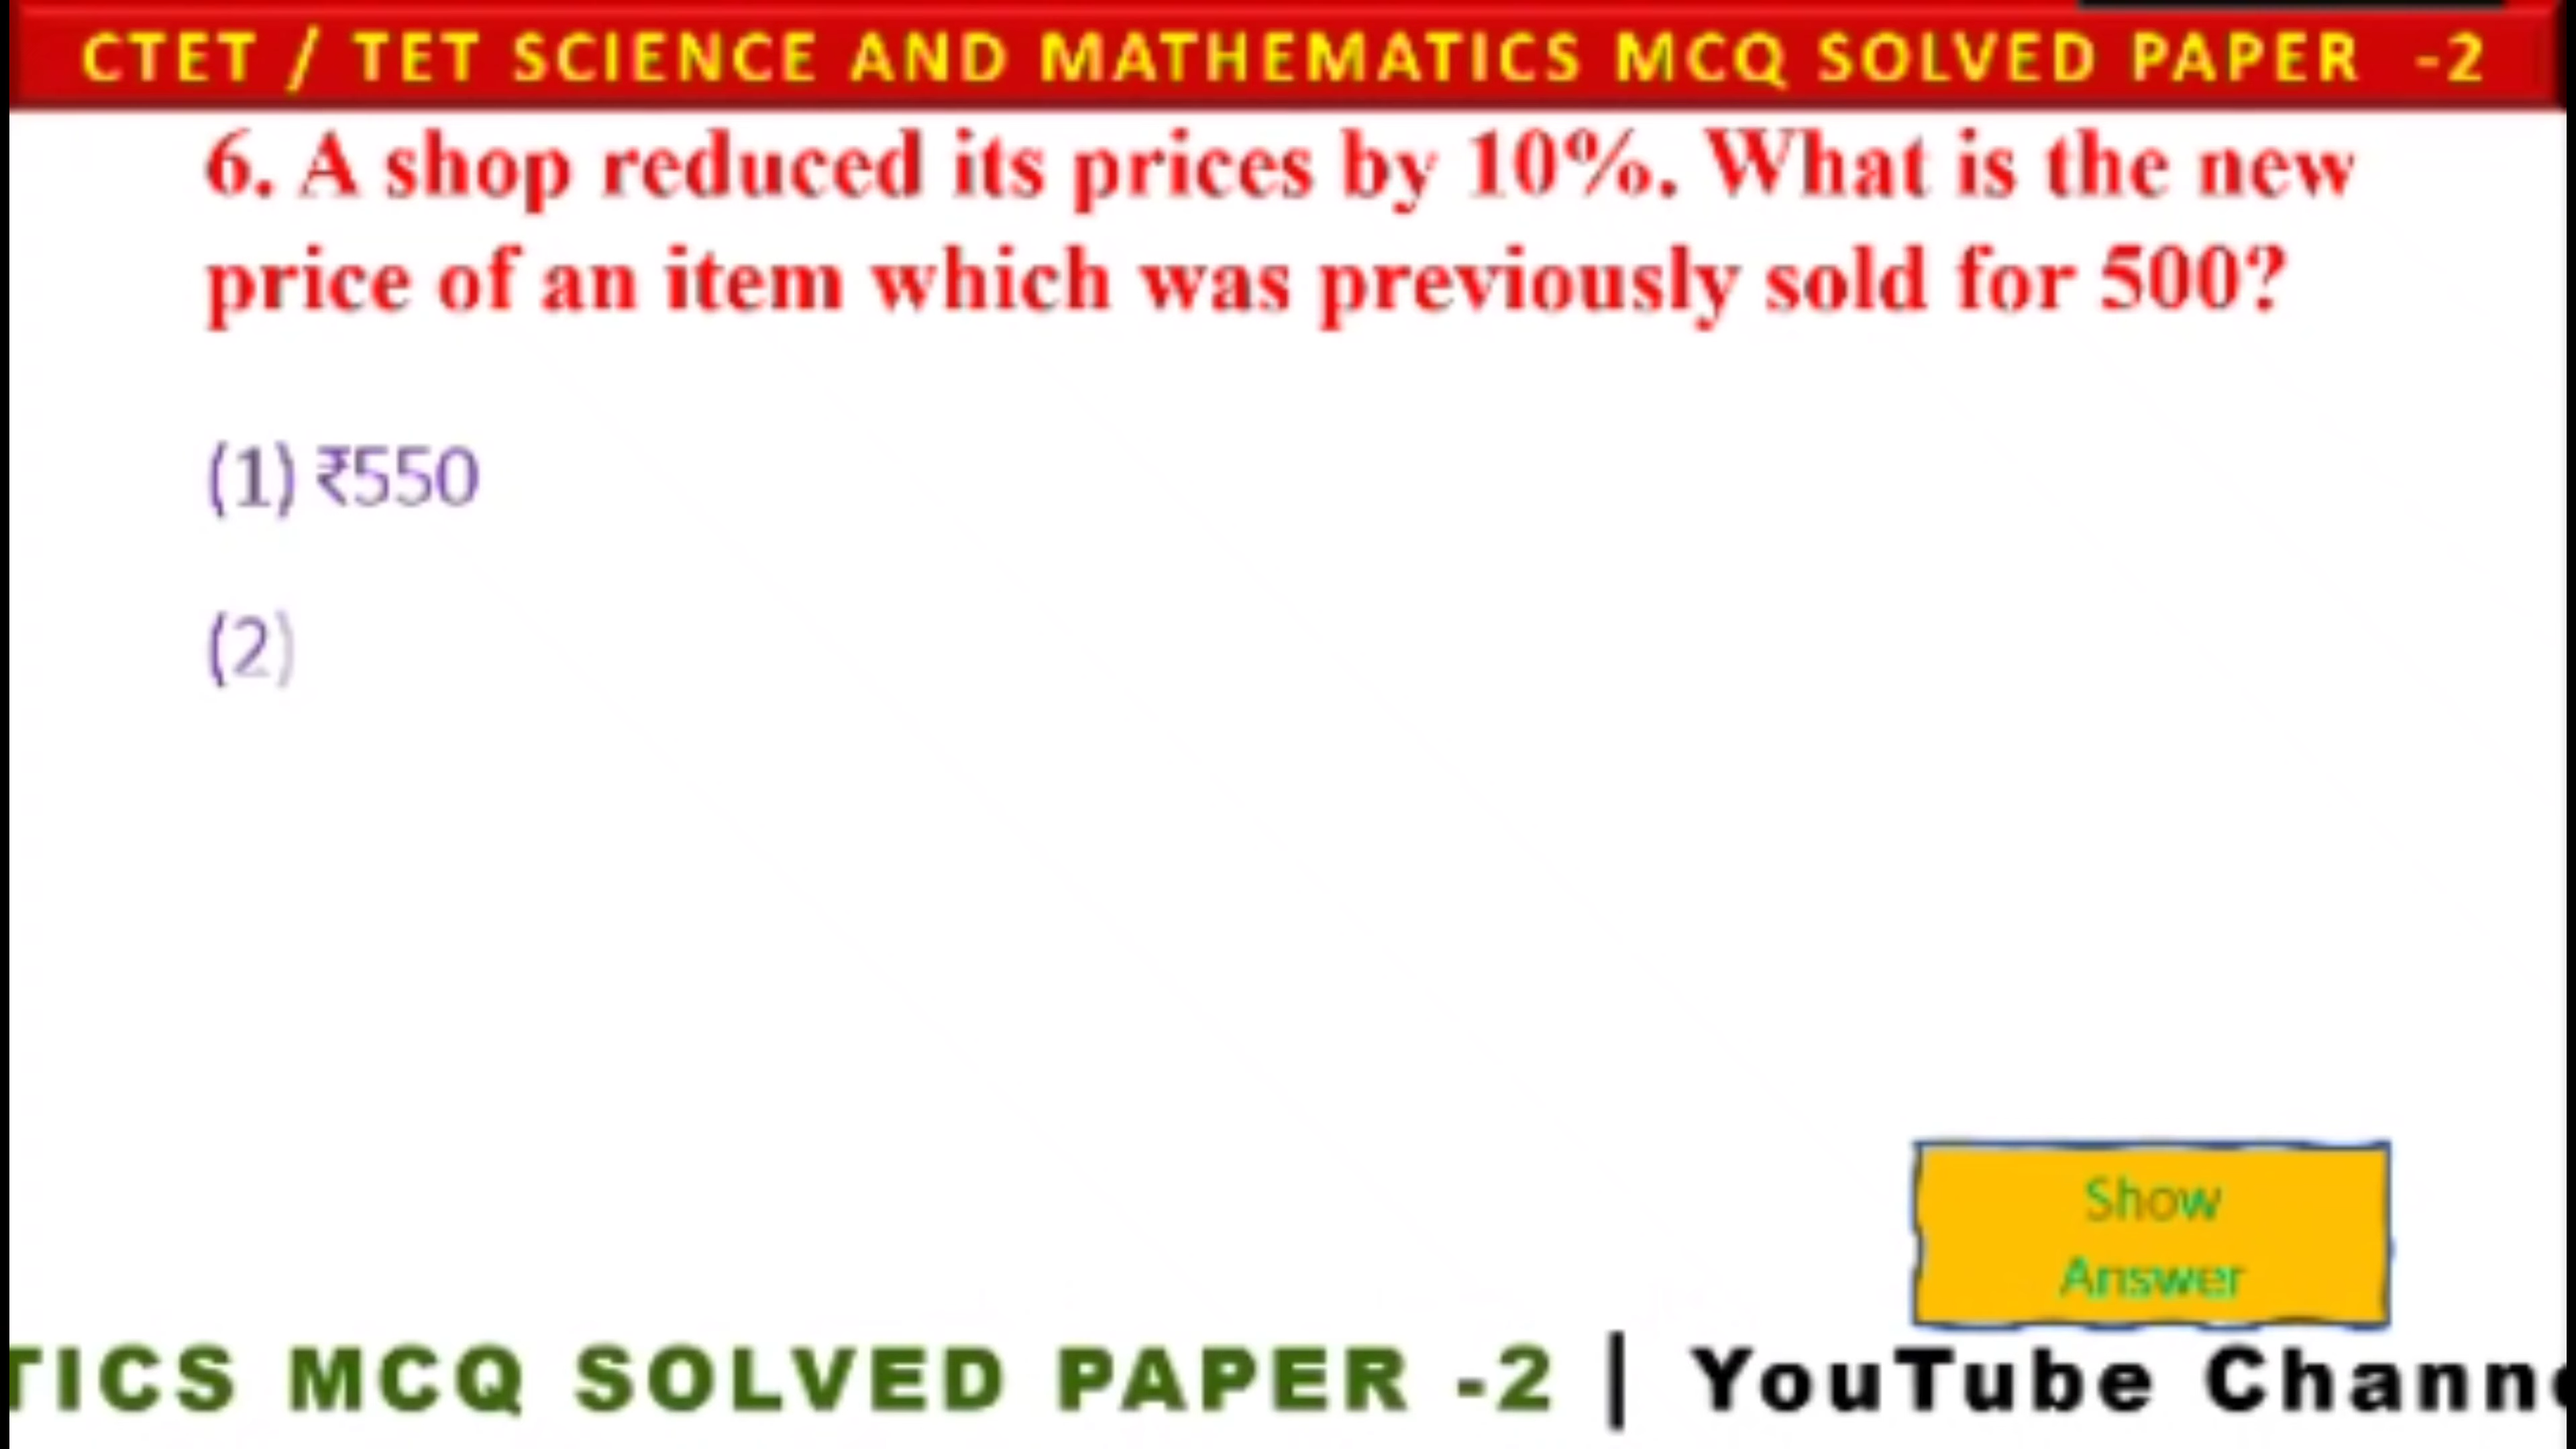 CTET / TET SCIENCE AND MATHEMATICS MCQ SOLVED PAPER -2
6. A shop reduced its prices by 10%. What is the new
price of an item which was previously sold for 500?
(1) ₹550
(2)
Show
Answer
TICS MCQ SOLVED PAPER -2 | YouTube Chann